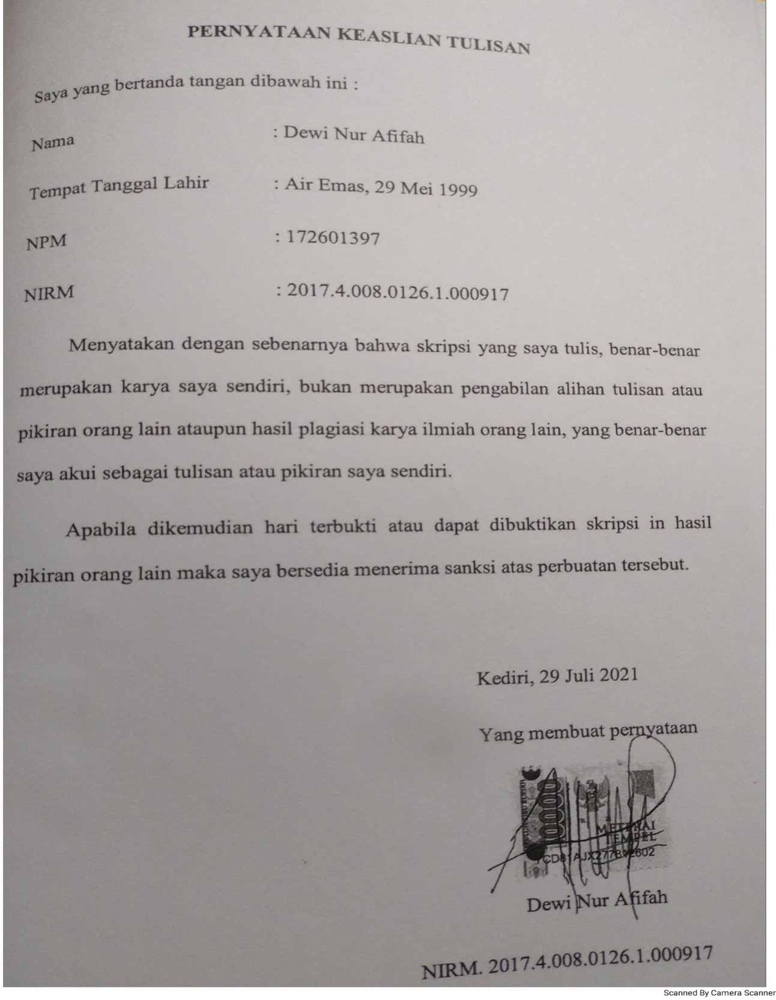 PERNYATAAN KEASLIAN TULISAN
Saya yang bertanda tangan dibawah ini :
Nama : Dewi Nur Afifah
Tempat Tanggal Lahir : Air Emas, 29 Mei 1999
NPM : 172601397
NIRM : 2017.4.008.0126.1.000917
Menyatakan dengan sebenarnya bahwa skripsi yang saya tulis, benar-benar
merupakan karya saya sendiri, bukan merupakan pengabilan alihan tulisan atau
pikiran orang lain ataupun hasil plagiasi karya ilmiah orang lain, yang benar-benar
saya akui sebagai tulisan atau pikiran saya sendiri.
Apabila dikemudian hari terbukti atau dapat dibuktikan skripsi in hasil
pikiran orang lain maka saya bersedia menerima sanksi atas perbuatan tersebut.
Kediri, 29 Juli 2021
Yang membuat pernyataan
10000
METERAI
TEMPEL
Dewi Nur Afifah
NIRM. 2017.4.008.0126.1.000917
Scanned By Camera Scanner